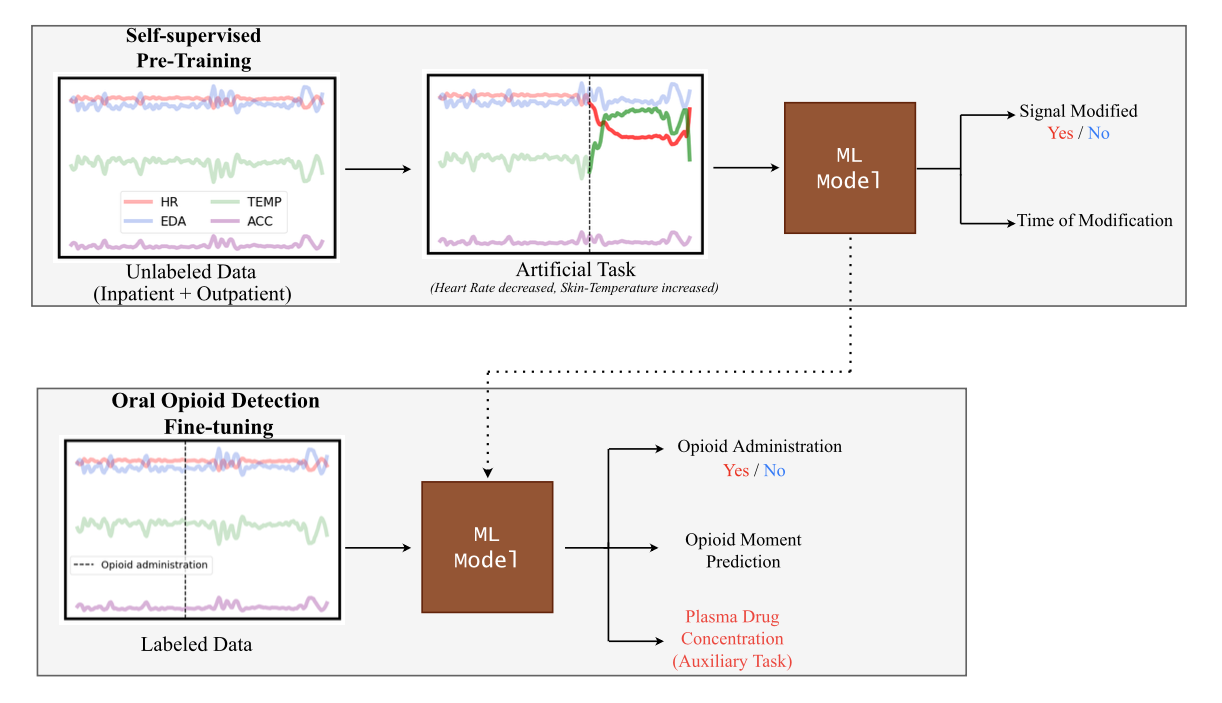 Self-supervised
Pre-Training
HR
TEMP
EDA
ACC
Unlabeled Data
(Inpatient + Outpatient)
Artificial Task
(Heart Rate decreased, Skin-Temperature increased)
ML
Model
Signal Modified
Yes / No
Time of Modification
Oral Opioid Detection
Fine-tuning
Opioid administration
Labeled Data
ML
Model
Opioid Administration
Yes / No
Opioid Moment
Prediction
Plasma Drug
Concentration
(Auxiliary Task)